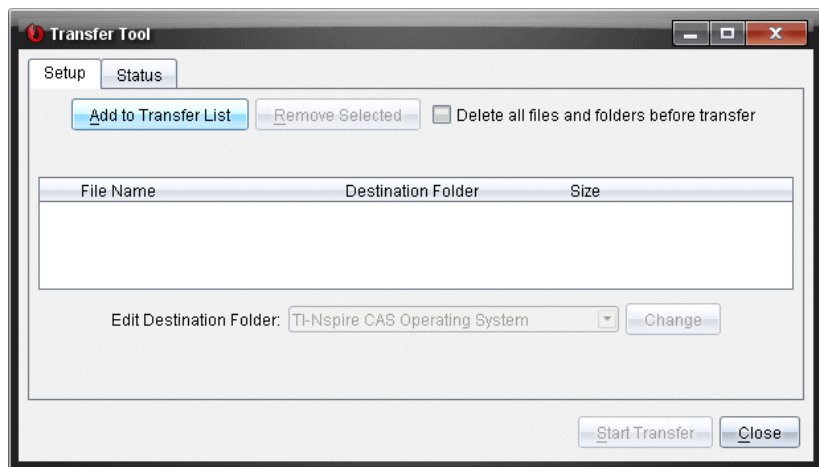 Transfer Tool
Setup Status
Add to Transfer List Remove Selected Delete all files and folders before transfer
File Name Destination Folder Size
Edit Destination Folder: TI-Nspire CAS Operating System Change
Start Transfer Close